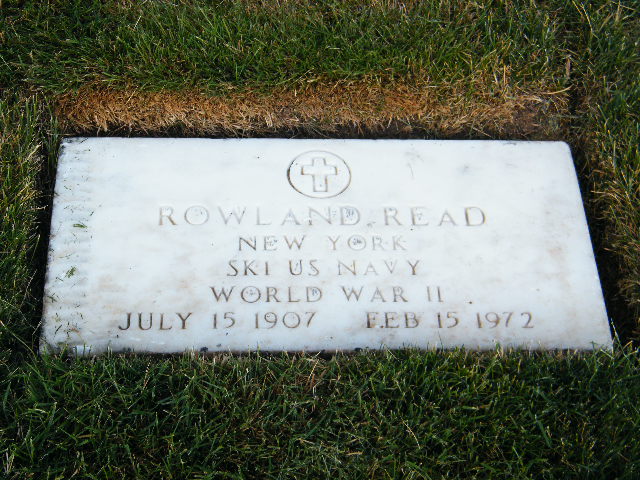 ROWLAND READ
NEW YORK
SK1 US NAVY
WORLD WAR II
JULY 15 1907 FEB 15 1972